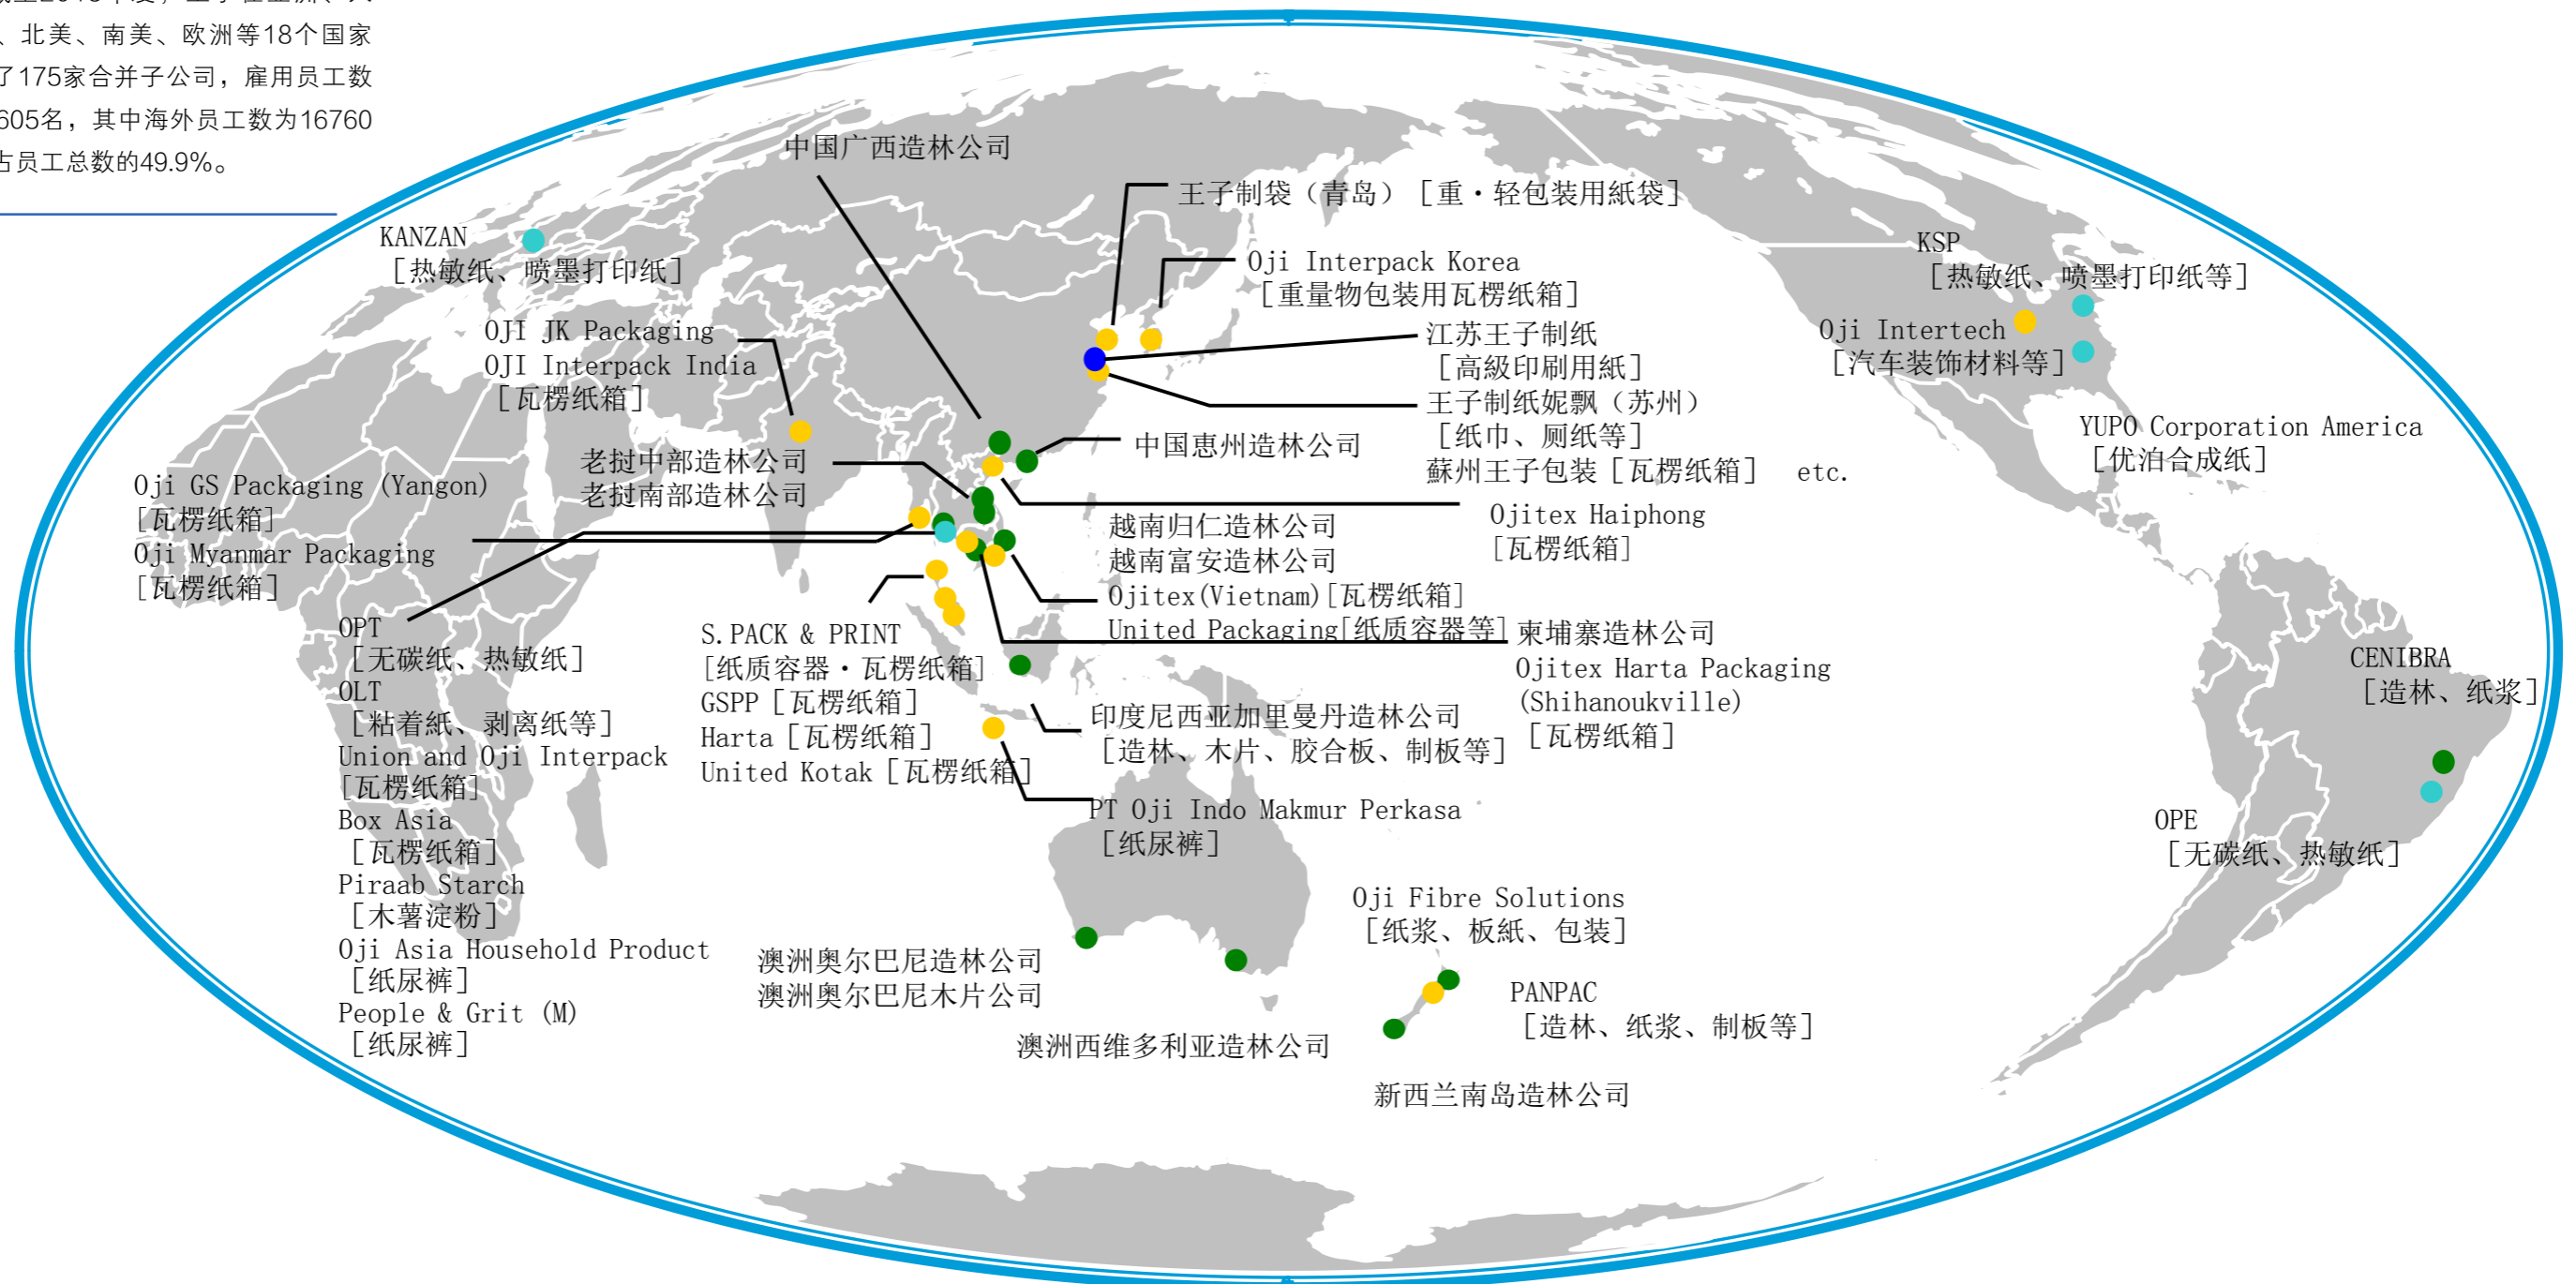 、北美、南美、欧洲等18个国家
了175家合并子公司，雇用员工数
605名，其中海外员工数为16760
占员工总数的49.9%。
中国广西造林公司
王子制袋（青岛）［重・轻包装用紙袋］
KANZAN
［热敏纸、喷墨打印纸］
Oji Interpack Korea
［重量物包装用瓦楞纸箱］
KSP
［热敏纸、喷墨打印纸等］
OJI JK Packaging
OJI Interpack India
［瓦楞纸箱］
江苏王子制纸
［高級印刷用紙］
王子制纸妮飘（苏州）
［纸巾、厕纸等］
蘇州王子包装［瓦楞纸箱］ etc.
Oji Intertech
［汽车装饰材料等］
YUPO Corporation America
［优泊合成纸］
中国惠州造林公司
老挝中部造林公司
老挝南部造林公司
Oji GS Packaging (Yangon)
[瓦楞纸箱]
Oji Myanmar Packaging
[瓦楞纸箱]
Ojitex Haiphong
[瓦楞纸箱]
越南归仁造林公司
越南富安造林公司
Ojitex(Vietnam)[瓦楞纸箱]
United Packaging[纸质容器等]
柬埔寨造林公司
Ojitex Harta Packaging
(Shihanoukville)
［瓦楞纸箱］
OPT
［无碳纸、热敏纸］
OLT
［粘着紙、剥离纸等］
Union and Oji Interpack
[瓦楞纸箱]
Box Asia
［瓦楞纸箱］
Piraab Starch
［木薯淀粉］
Oji Asia Household Product
［纸尿裤］
People & Grit (M)
［纸尿裤］
S.PACK & PRINT
[纸质容器・瓦楞纸箱]
GSPP［瓦楞纸箱］
Harta［瓦楞纸箱］
United Kotak［瓦楞纸箱］
印度尼西亚加里曼丹造林公司
［造林、木片、胶合板、制板等］
PT Oji Indo Makmur Perkasa
［纸尿裤］
CENIBRA
［造林、纸浆］
OPE
［无碳纸、热敏纸］
Oji Fibre Solutions
［纸浆、板紙、包装］
澳洲奥尔巴尼造林公司
澳洲奥尔巴尼木片公司
PANPAC
［造林、纸浆、制板等］
澳洲西维多利亚造林公司
新西兰南岛造林公司